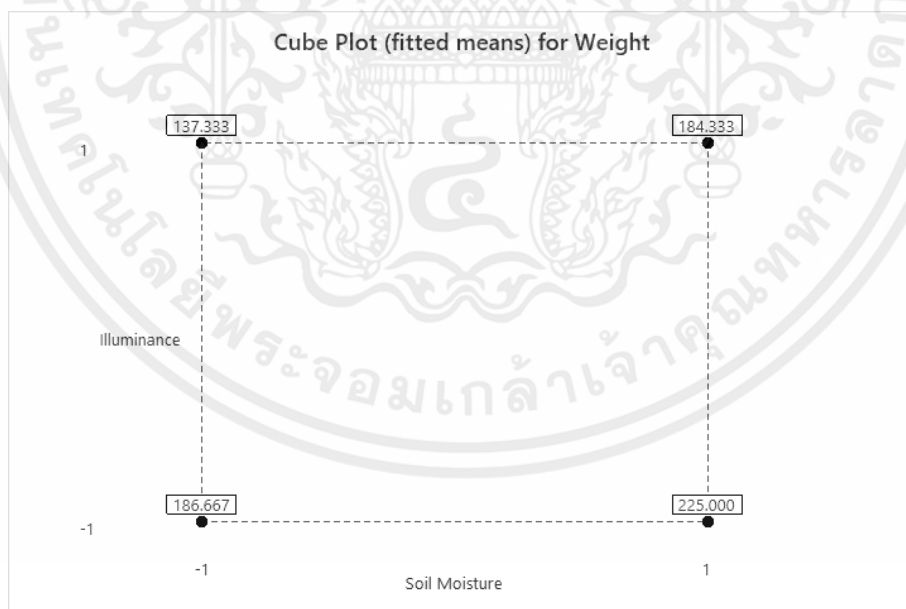 Cube Plot (fitted means) for Weight
137.333
184.333
1
Illuminance
186.667
225.000
-1
-1
1
Soil Moisture